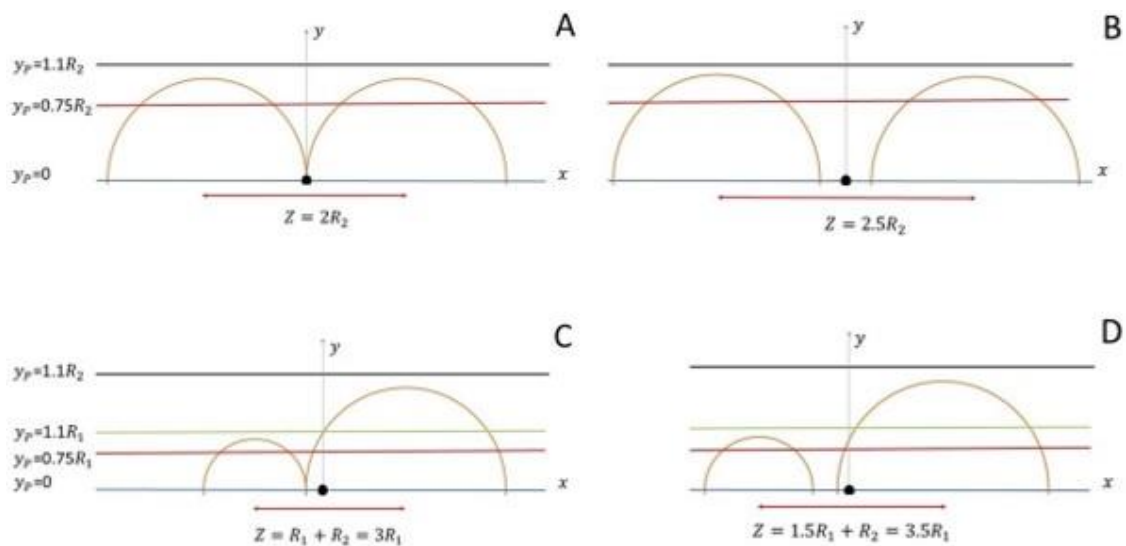 A
y
y_P=1.1R_2
y_P=0.75R_2
y_P=0
x
Z = 2R_2
B
y
x
Z = 2.5R_2
C
y
y_P=1.1R_2
y_P=1.1R_1
y_P=0.75R_1
y_P=0
x
Z = R_1 + R_2 = 3R_1
D
y
x
Z = 1.5R_1 + R_2 = 3.5R_1